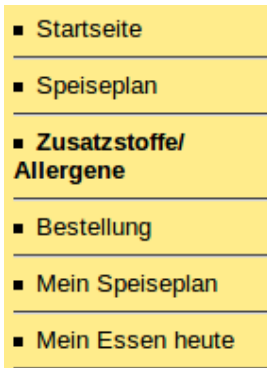 Startseite
Speiseplan
Zusatzstoffe/
Allergene
Bestellung
Mein Speiseplan
Mein Essen heute